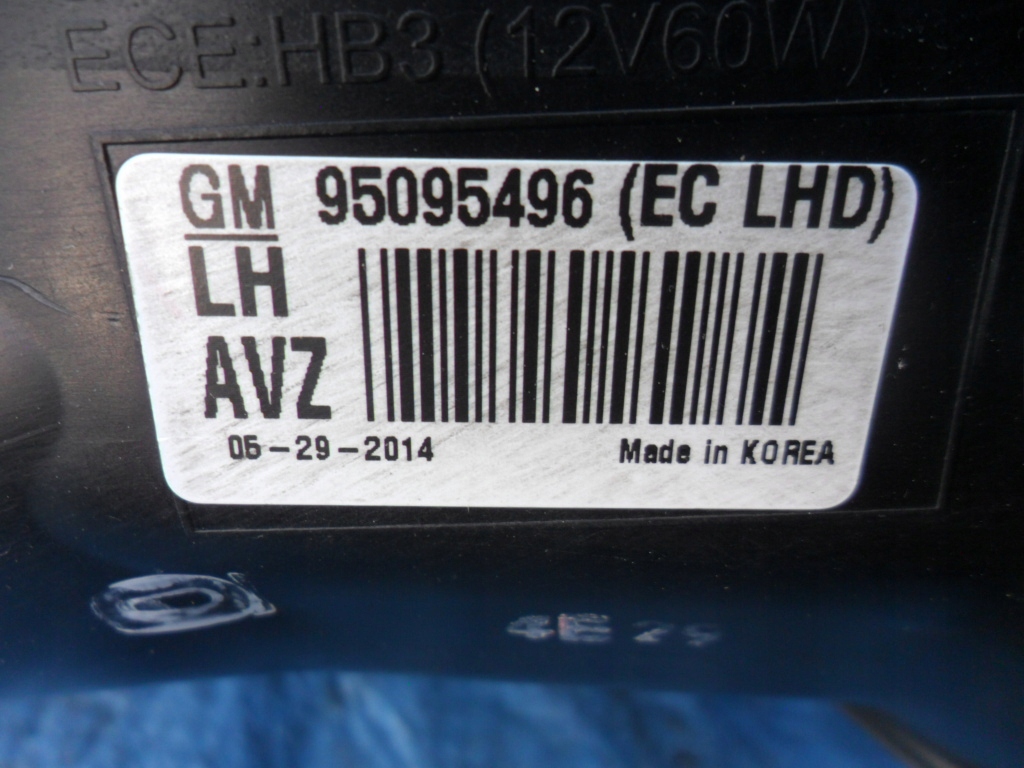 ECE:HB3 (12V60W)
GM 95095496 (EC LHD)
LH
AVZ
05-29-2014 Made in KOREA